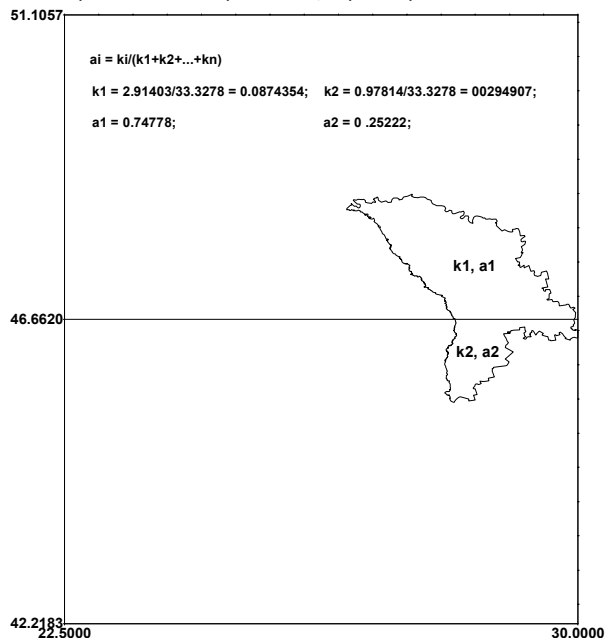 51.1057
ai = ki/(k1+k2+...+kn)
k1 = 2.91403/33.3278 = 0.0874354; k2 = 0.97814/33.3278 = 00294907;
a1 = 0.74778; a2 = 0 .25222;
k1, a1
46.6620
k2, a2
42.2183
22.5000 30.0000